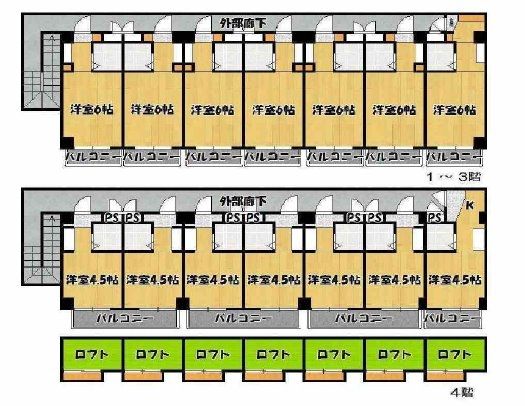 外部廊下
洋室6帖 洋室6帖 洋室6帖 洋室6帖 洋室6帖 洋室6帖 洋室6帖
バルコニー バルコニー バルコニー バルコニー バルコニー バルコニー バルコニー
1～3階
外部廊下
K
PS PS PS PS PS PS PS
洋室4.5帖 洋室4.5帖 洋室4.5帖 洋室4.5帖 洋室4.5帖 洋室4.5帖 洋室4.5帖
バルコニー バルコニー バルコニー バルコニー
ロフト ロフト ロフト ロフト ロフト ロフト ロフト
4階